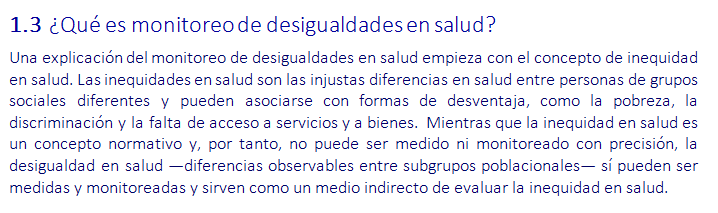 1.3 ¿Qué es monitoreo de desigualdades en salud?
Una explicación del monitoreo de desigualdades en salud empieza con el concepto de inequidad
en salud. Las inequidades en salud son las injustas diferencias en salud entre personas de grupos
sociales diferentes y pueden asociarse con formas de desventaja, como la pobreza, la
discriminación y la falta de acceso a servicios y a bienes. Mientras que la inequidad en salud es
un concepto normativo y, por tanto, no puede ser medido ni monitoreado con precisión, la
desigualdad en salud —diferencias observables entre subgrupos poblacionales— sí pueden ser
medidas y monitoreadas y sirven como un medio indirecto de evaluar la inequidad en salud.